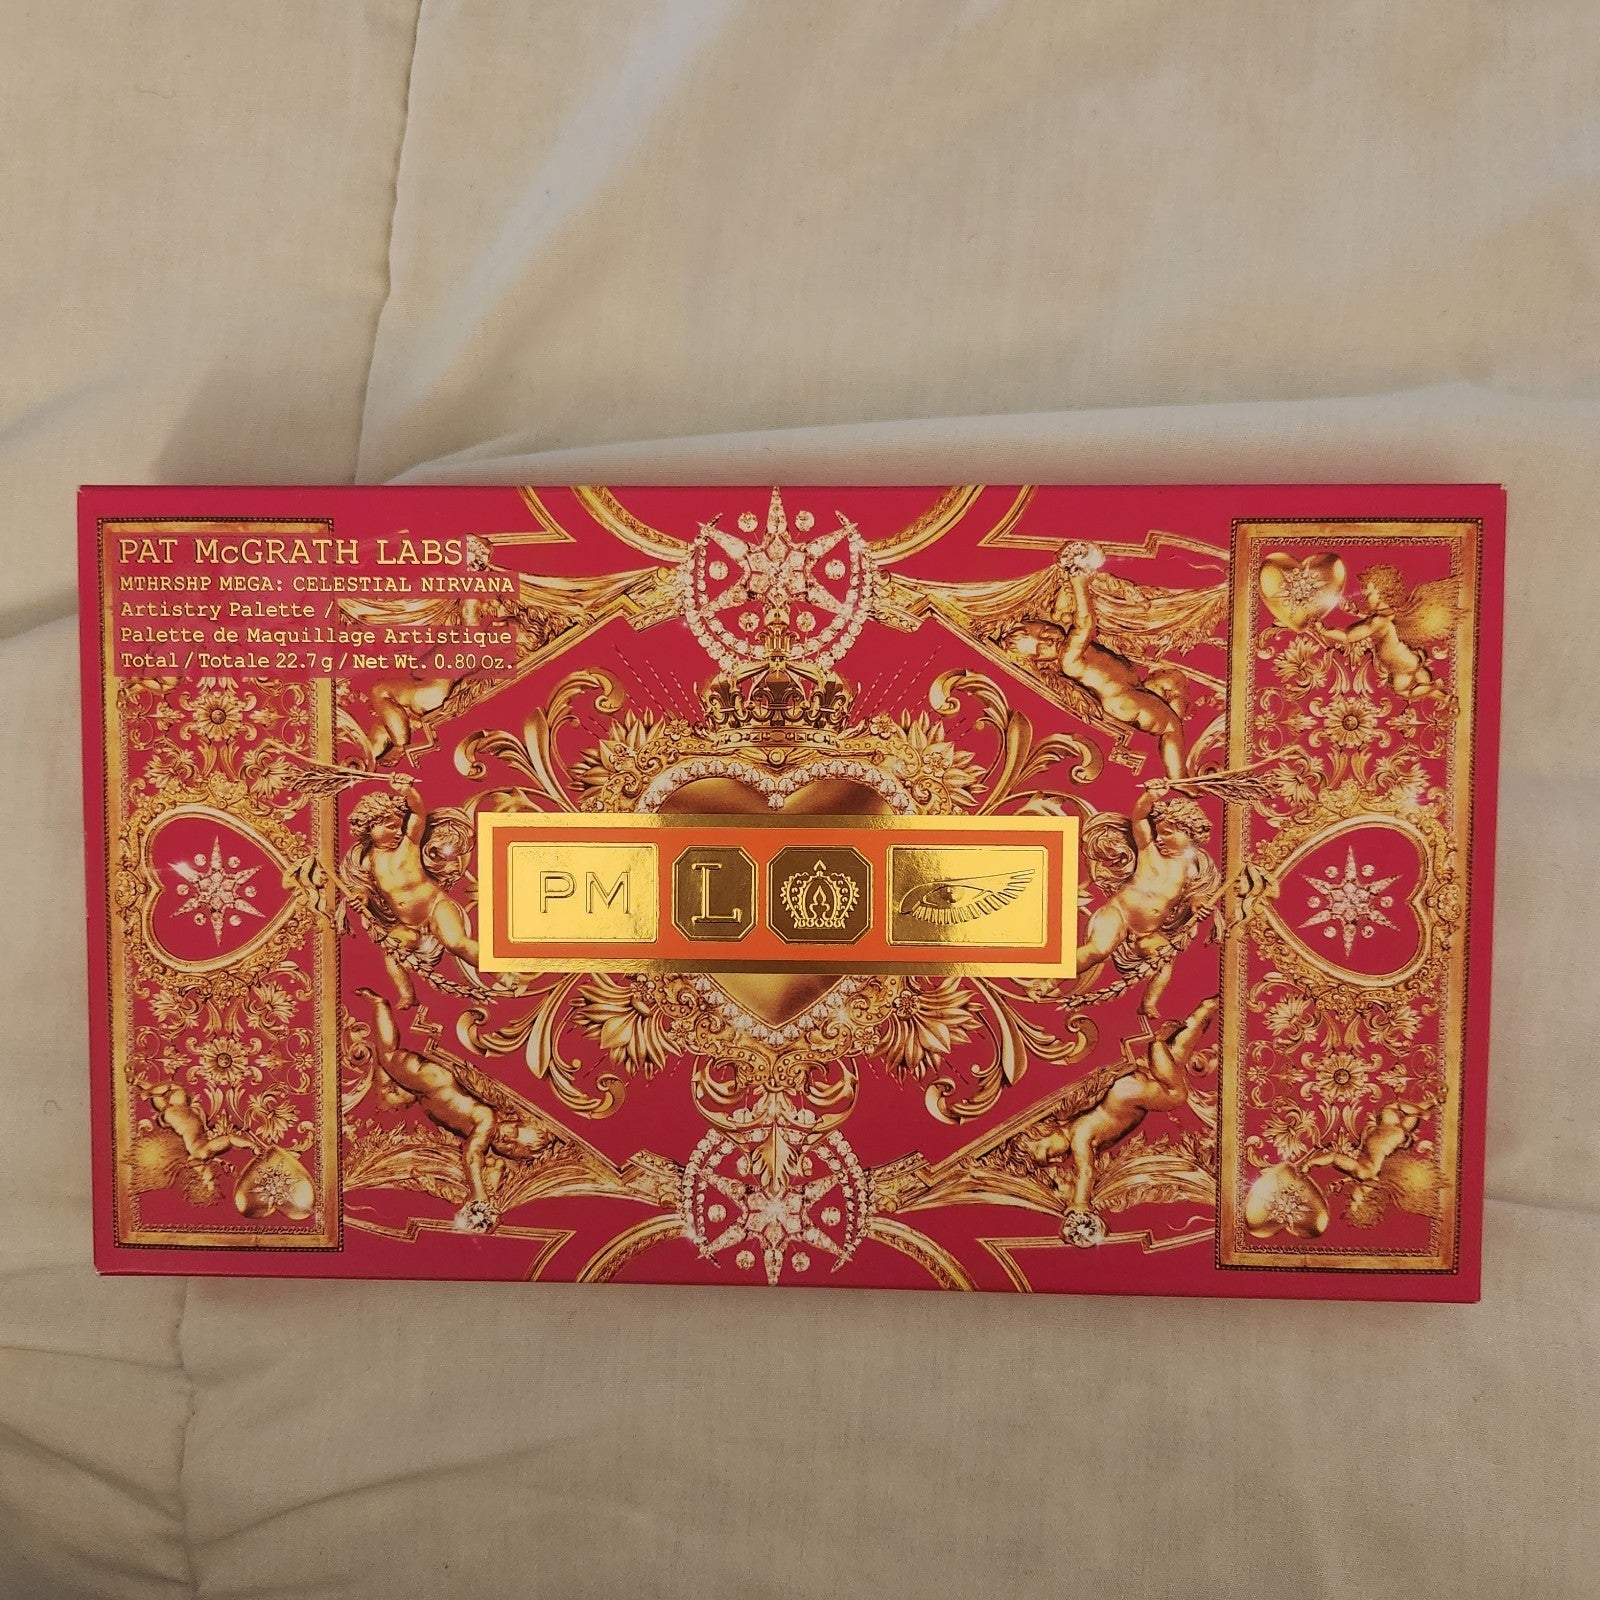 PAT McGRATH LABS
MTHRSHP MEGA: CELESTIAL NIRVANA
Artistry Palette /
Palette de Maquillage Artistique
Total / Totale 22.7 g / Net Wt. 0.80 Oz.
PM L